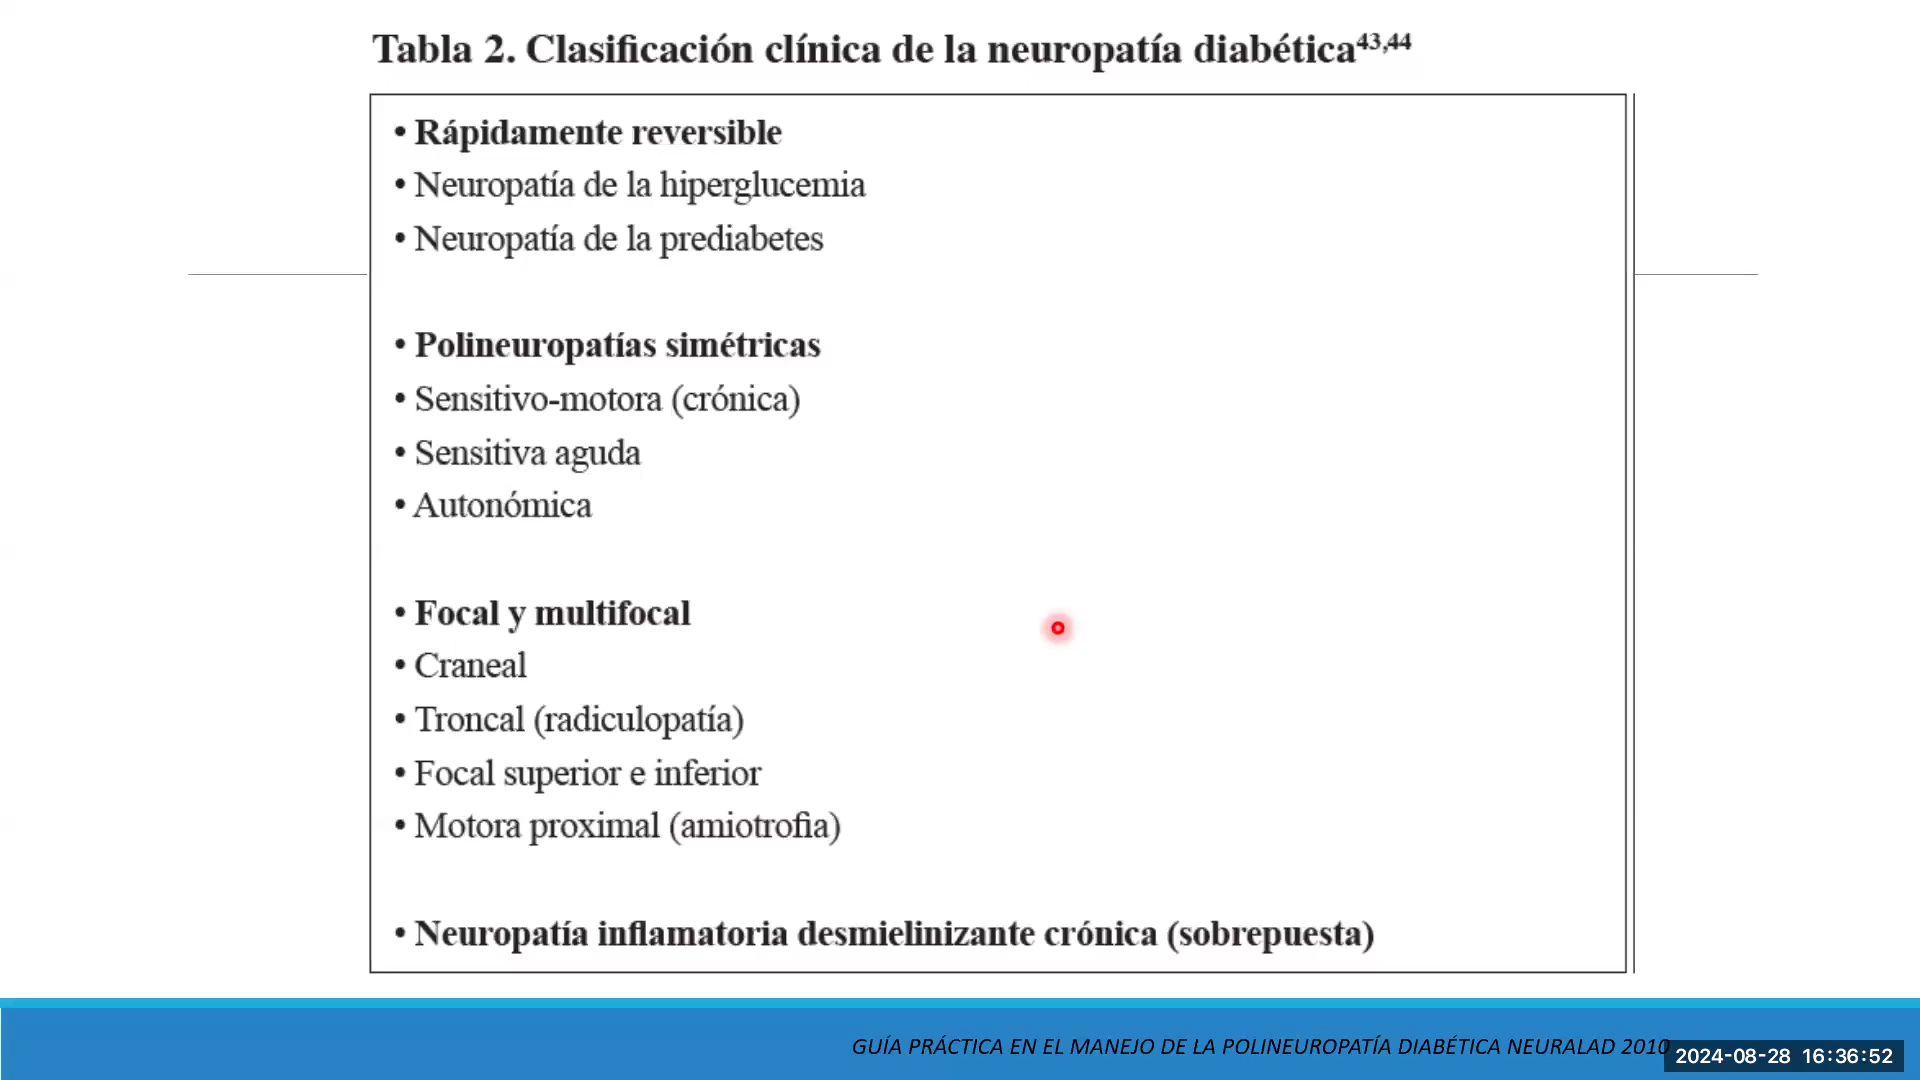 Tabla 2. Clasificación clínica de la neuropatía diabética43,44
• Rápidamente reversible
• Neuropatía de la hiperglucemia
• Neuropatía de la prediabetes
• Polineuropatías simétricas
• Sensitivo-motora (crónica)
• Sensitiva aguda
• Autonómica
• Focal y multifocal
• Craneal
• Troncal (radiculopatía)
• Focal superior e inferior
• Motora proximal (amiotrofia)
• Neuropatía inflamatoria desmielinizante crónica (sobrepuesta)
GUÍA PRÁCTICA EN EL MANEJO DE LA POLINEUROPATÍA DIABÉTICA NEURALAD 2010
2024-08-28 16:36:52